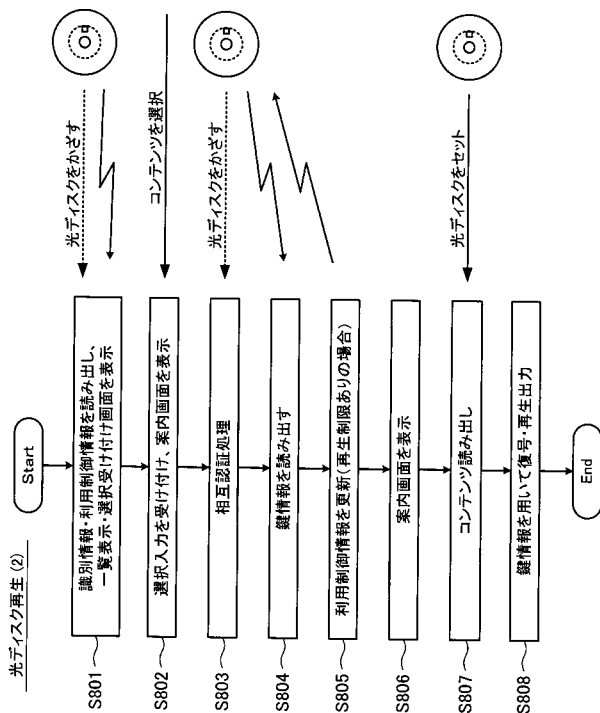 光ディスク再生(2)
Start
S801
識別情報・利用制御情報を読み出し、
一覧表示・選択受け付け画面を表示
光ディスクをかざす
S802
選択入力を受け付け、案内画面を表示
コンテンツを選択
S803
相互認証処理
光ディスクをかざす
S804
鍵情報を読み出す
S805
利用制御情報を更新(再生制限ありの場合)
S806
案内画面を表示
S807
コンテンツ読み出し
光ディスクをセット
S808
鍵情報を用いて復号・再生出力
End